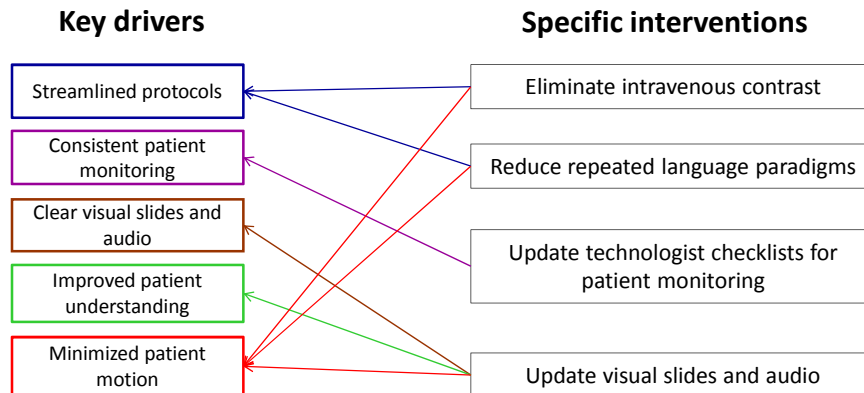 Key drivers
Streamlined protocols
Consistent patient
monitoring
Clear visual slides and
audio
Improved patient
understanding
Minimized patient
motion
Specific interventions
Eliminate intravenous contrast
Reduce repeated language paradigms
Update technologist checklists for
patient monitoring
Update visual slides and audio